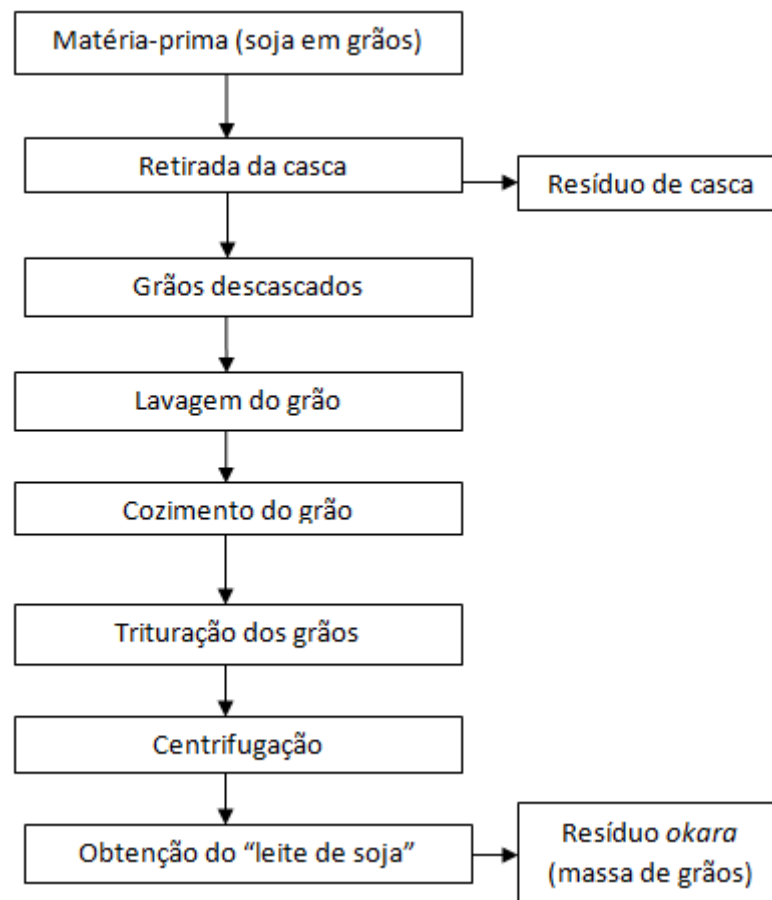 Matéria-prima (soja em grãos)
Retirada da casca
Resíduo de casca
Grãos descascados
Lavagem do grão
Cozimento do grão
Trituração dos grãos
Centrifugação
Obtenção do “leite de soja”
Resíduo okara
(massa de grãos)